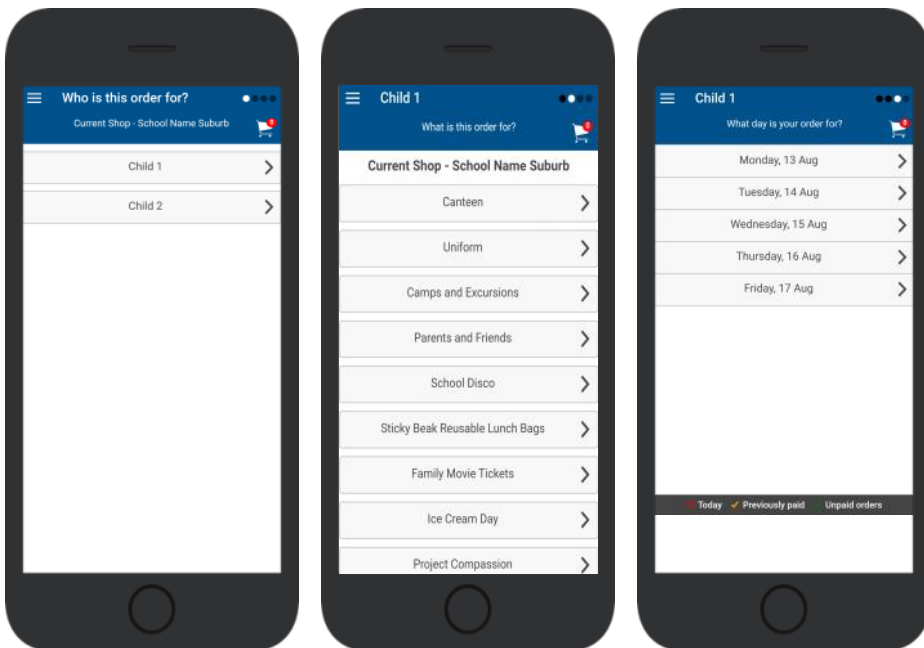 Who is this order for?
Current Shop - School Name Suburb
0
Child 1
Child 2
Child 1
What is this order for?
0
Current Shop - School Name Suburb
Canteen
Uniform
Camps and Excursions
Parents and Friends
School Disco
Sticky Beak Reusable Lunch Bags
Family Movie Tickets
Ice Cream Day
Project Compassion
Child 1
What day is your order for?
0
Monday, 13 Aug
Tuesday, 14 Aug
Wednesday, 15 Aug
Thursday, 16 Aug
Friday, 17 Aug
Today Previously paid Unpaid orders